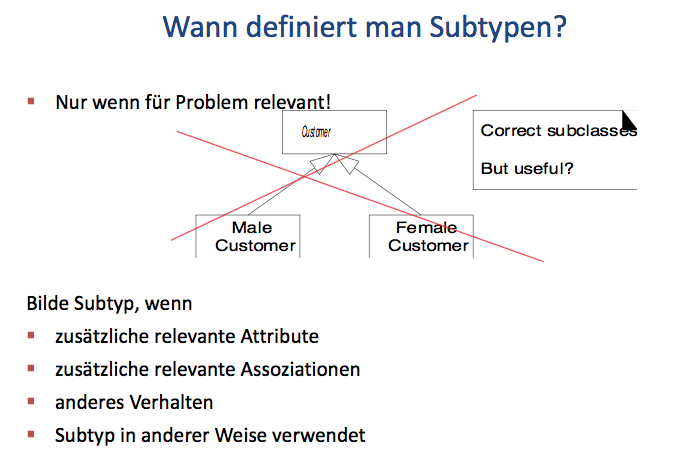 Wann definiert man Subtypen?
Nur wenn für Problem relevant!
Customer
Correct subclasses
But useful?
Male
Customer
Female
Customer
Bilde Subtyp, wenn
zusätzliche relevante Attribute
zusätzliche relevante Assoziationen
anderes Verhalten
Subtyp in anderer Weise verwendet